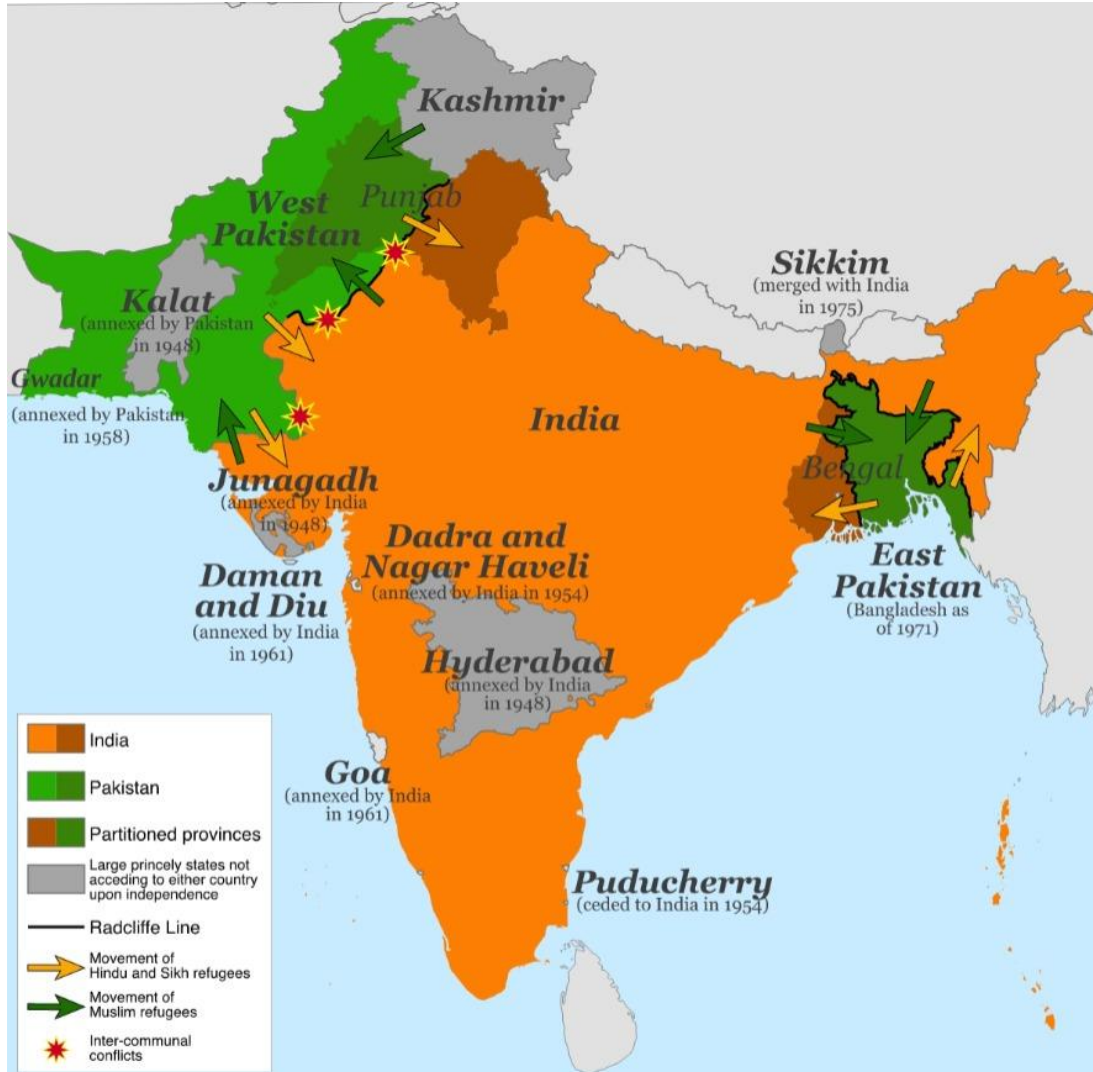 Kashmir
Punjab
West
Pakistan
Sikkim
(merged with India
in 1975)
Kalat
(annexed by Pakistan
in 1948)
Gwadar
(annexed by Pakistan
in 1958)
India
Bengal
Junagadh
(annexed by India
in 1948)
Dadra and
Nagar Haveli
(annexed by India in 1954)
Daman
and Diu
(annexed by India
in 1961)
East
Pakistan
(Bangladesh as
of 1971)
Hyderabad
(annexed by India
in 1948)
Goa
(annexed by India
in 1961)
Puducherry
(ceded to India in 1954)
India
Pakistan
Partitioned provinces
Large princely states not
acceding to either country
upon independence
Radcliffe Line
Movement of
Hindu and Sikh refugees
Movement of
Muslim refugees
Inter-communal
conflicts